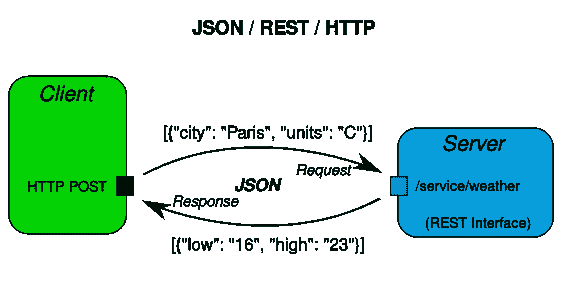 JSON / REST / HTTP
Client
[{"city": "Paris", "units": "C"}]
Server
Request
HTTP POST
JSON
/service/weather
Response
(REST Interface)
[{"low": "16", "high": "23"}]